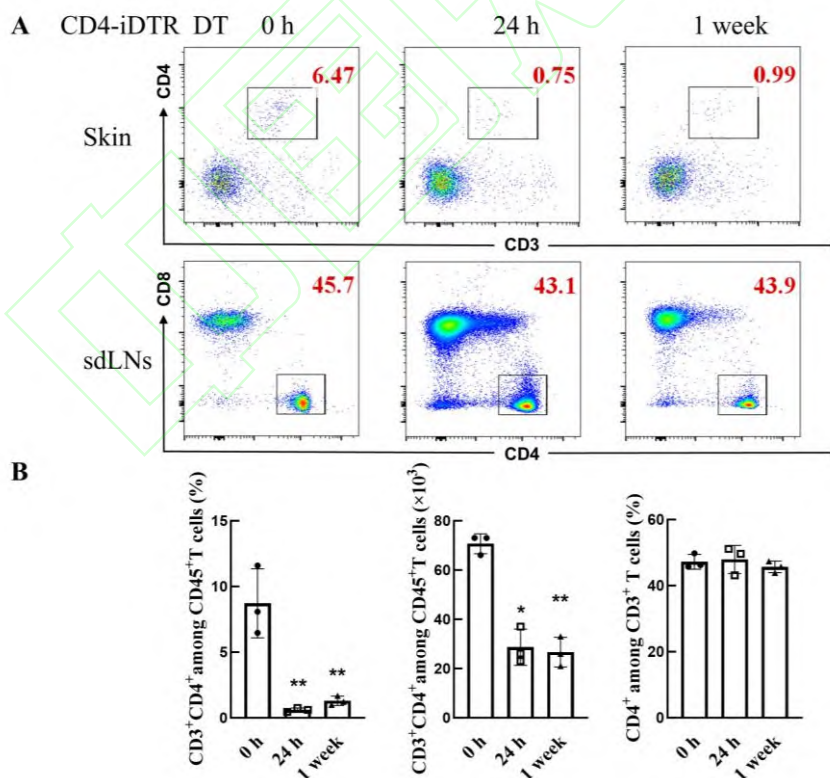 A CD4-iDTR DT 0 h 24 h 1 week
CD4
6.47
0.75
0.99
Skin
CD3
CD8
45.7
43.1
43.9
sdLNs
CD4
B
CD3⁺CD4⁺among CD45⁺T cells (%)
15
10
5
0
0 h
24 h
1 week
**
**
CD3⁺CD4⁺among CD45⁺T cells (×10³)
80
60
40
20
0
0 h
24 h
1 week
*
**
CD4⁺ among CD3⁺ T cells (%)
60
40
20
0
0 h
24 h
1 week